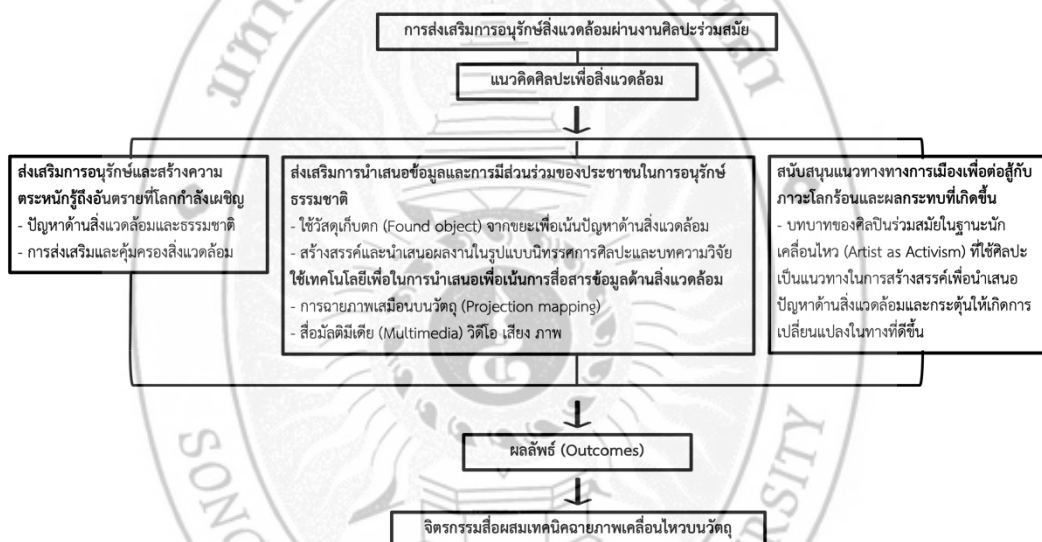 การส่งเสริมการอนุรักษ์สิ่งแวดล้อมผ่านงานศิลปะร่วมสมัย
แนวคิดศิลปะเพื่อสิ่งแวดล้อม
ส่งเสริมการอนุรักษ์และสร้างความ
ตระหนักรู้ถึงอันตรายที่โลกกำลังเผชิญ
- ปัญหาด้านสิ่งแวดล้อมและธรรมชาติ
- การส่งเสริมและคุ้มครองสิ่งแวดล้อม
ส่งเสริมการนำเสนอข้อมูลและการมีส่วนร่วมของประชาชนในการอนุรักษ์
ธรรมชาติ
- ใช้วัสดุเก็บตก (Found object) จากขยะเพื่อเน้นปัญหาด้านสิ่งแวดล้อม
- สร้างสรรค์และนำเสนอผลงานในรูปแบบนิทรรศการศิลปะและบทความวิจัย
ใช้เทคโนโลยีเพื่อในการนำเสนอเพื่อเน้นการสื่อสารข้อมูลด้านสิ่งแวดล้อม
- การฉายภาพเสมือนบนวัตถุ (Projection mapping)
- สื่อมัลติมีเดีย (Multimedia) วิดีโอ เสียง ภาพ
สนับสนุนแนวทางทางการเมืองเพื่อต่อสู้กับ
ภาวะโลกร้อนและผลกระทบที่เกิดขึ้น
- บทบาทของศิลปินร่วมสมัยในฐานะนัก
เคลื่อนไหว (Artist as Activism) ที่ใช้ศิลปะ
เป็นแนวทางในการสร้างสรรค์เพื่อนำเสนอ
ปัญหาด้านสิ่งแวดล้อมและกระตุ้นให้เกิดการ
เปลี่ยนแปลงในทางที่ดีขึ้น
ผลลัพธ์ (Outcomes)
จิตรกรรมสื่อผสมเทคนิคฉายภาพเคลื่อนไหวบนวัตถุ